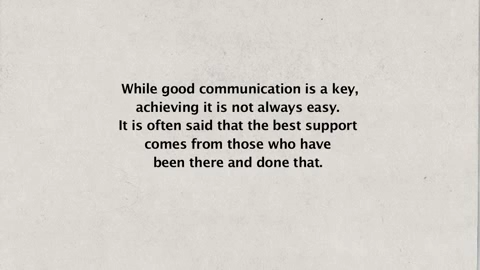 While good communication is a key,
achieving it is not always easy.
It is often said that the best support
comes from those who have
been there and done that.